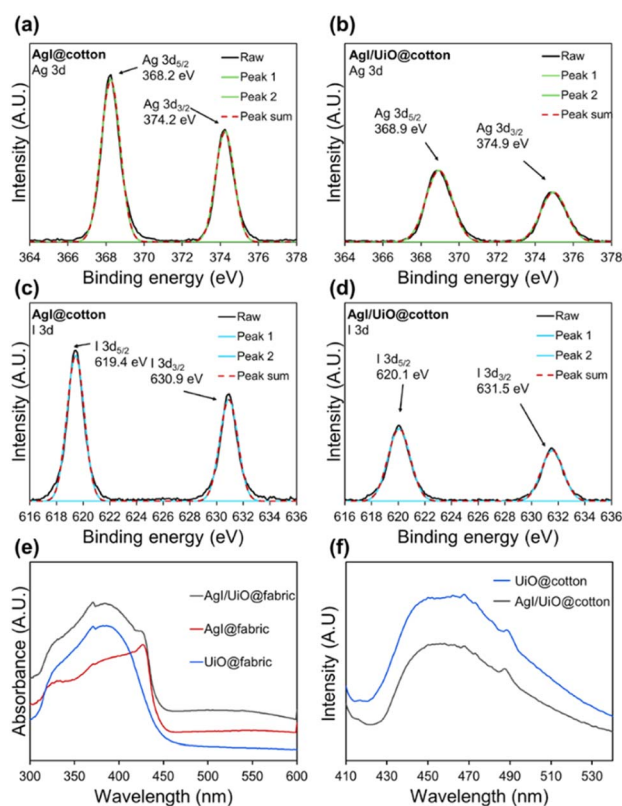 (a)
AgI@cotton
Ag 3d
Ag 3d5/2
368.2 eV
Ag 3d3/2
374.2 eV
Raw
Peak 1
Peak 2
Peak sum
Intensity (A.U.)
364 366 368 370 372 374 376 378
Binding energy (eV)
(b)
AgI/UiO@cotton
Ag 3d
Ag 3d5/2
368.9 eV
Ag 3d3/2
374.9 eV
Raw
Peak 1
Peak 2
Peak sum
Intensity (A.U.)
364 366 368 370 372 374 376 378
Binding energy (eV)
(c)
AgI@cotton
I 3d
I 3d5/2
619.4 eV
I 3d3/2
630.9 eV
Raw
Peak 1
Peak 2
Peak sum
Intensity (A.U.)
616 618 620 622 624 626 628 630 632 634 636
Binding energy (eV)
(d)
AgI/UiO@cotton
I 3d
I 3d5/2
620.1 eV
I 3d3/2
631.5 eV
Raw
Peak 1
Peak 2
Peak sum
Intensity (A.U.)
616 618 620 622 624 626 628 630 632 634 636
Binding energy (eV)
(e)
AgI/UiO@fabric
AgI@fabric
UiO@fabric
Absorbance (A.U.)
300 350 400 450 500 550 600
Wavelength (nm)
(f)
UiO@cotton
AgI/UiO@cotton
Intensity (A.U)
410 430 450 470 490 510 530
Wavelength (nm)